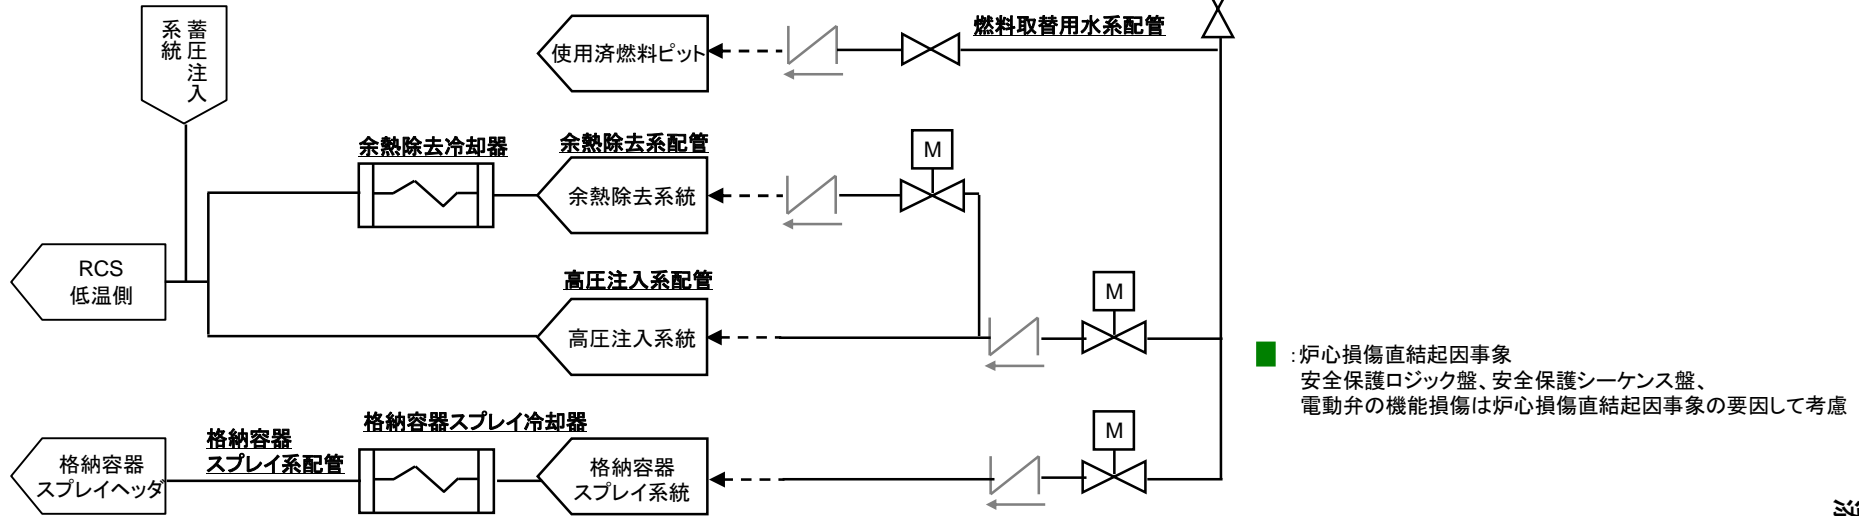 蓄圧注入
系統
使用済燃料ピット
燃料取替用水系配管
余熱除去冷却器
余熱除去系配管
M
余熱除去系統
RCS
低温側
高圧注入系配管
M
高圧注入系統
:炉心損傷直結起因事象
安全保護ロジック盤、安全保護シーケンス盤、
電動弁の機能損傷は炉心損傷直結起因事象の要因して考慮
格納容器スプレイ冷却器
M
格納容器
スプレイ系配管
格納容器
スプレイヘッダ
格納容器
スプレイ系統